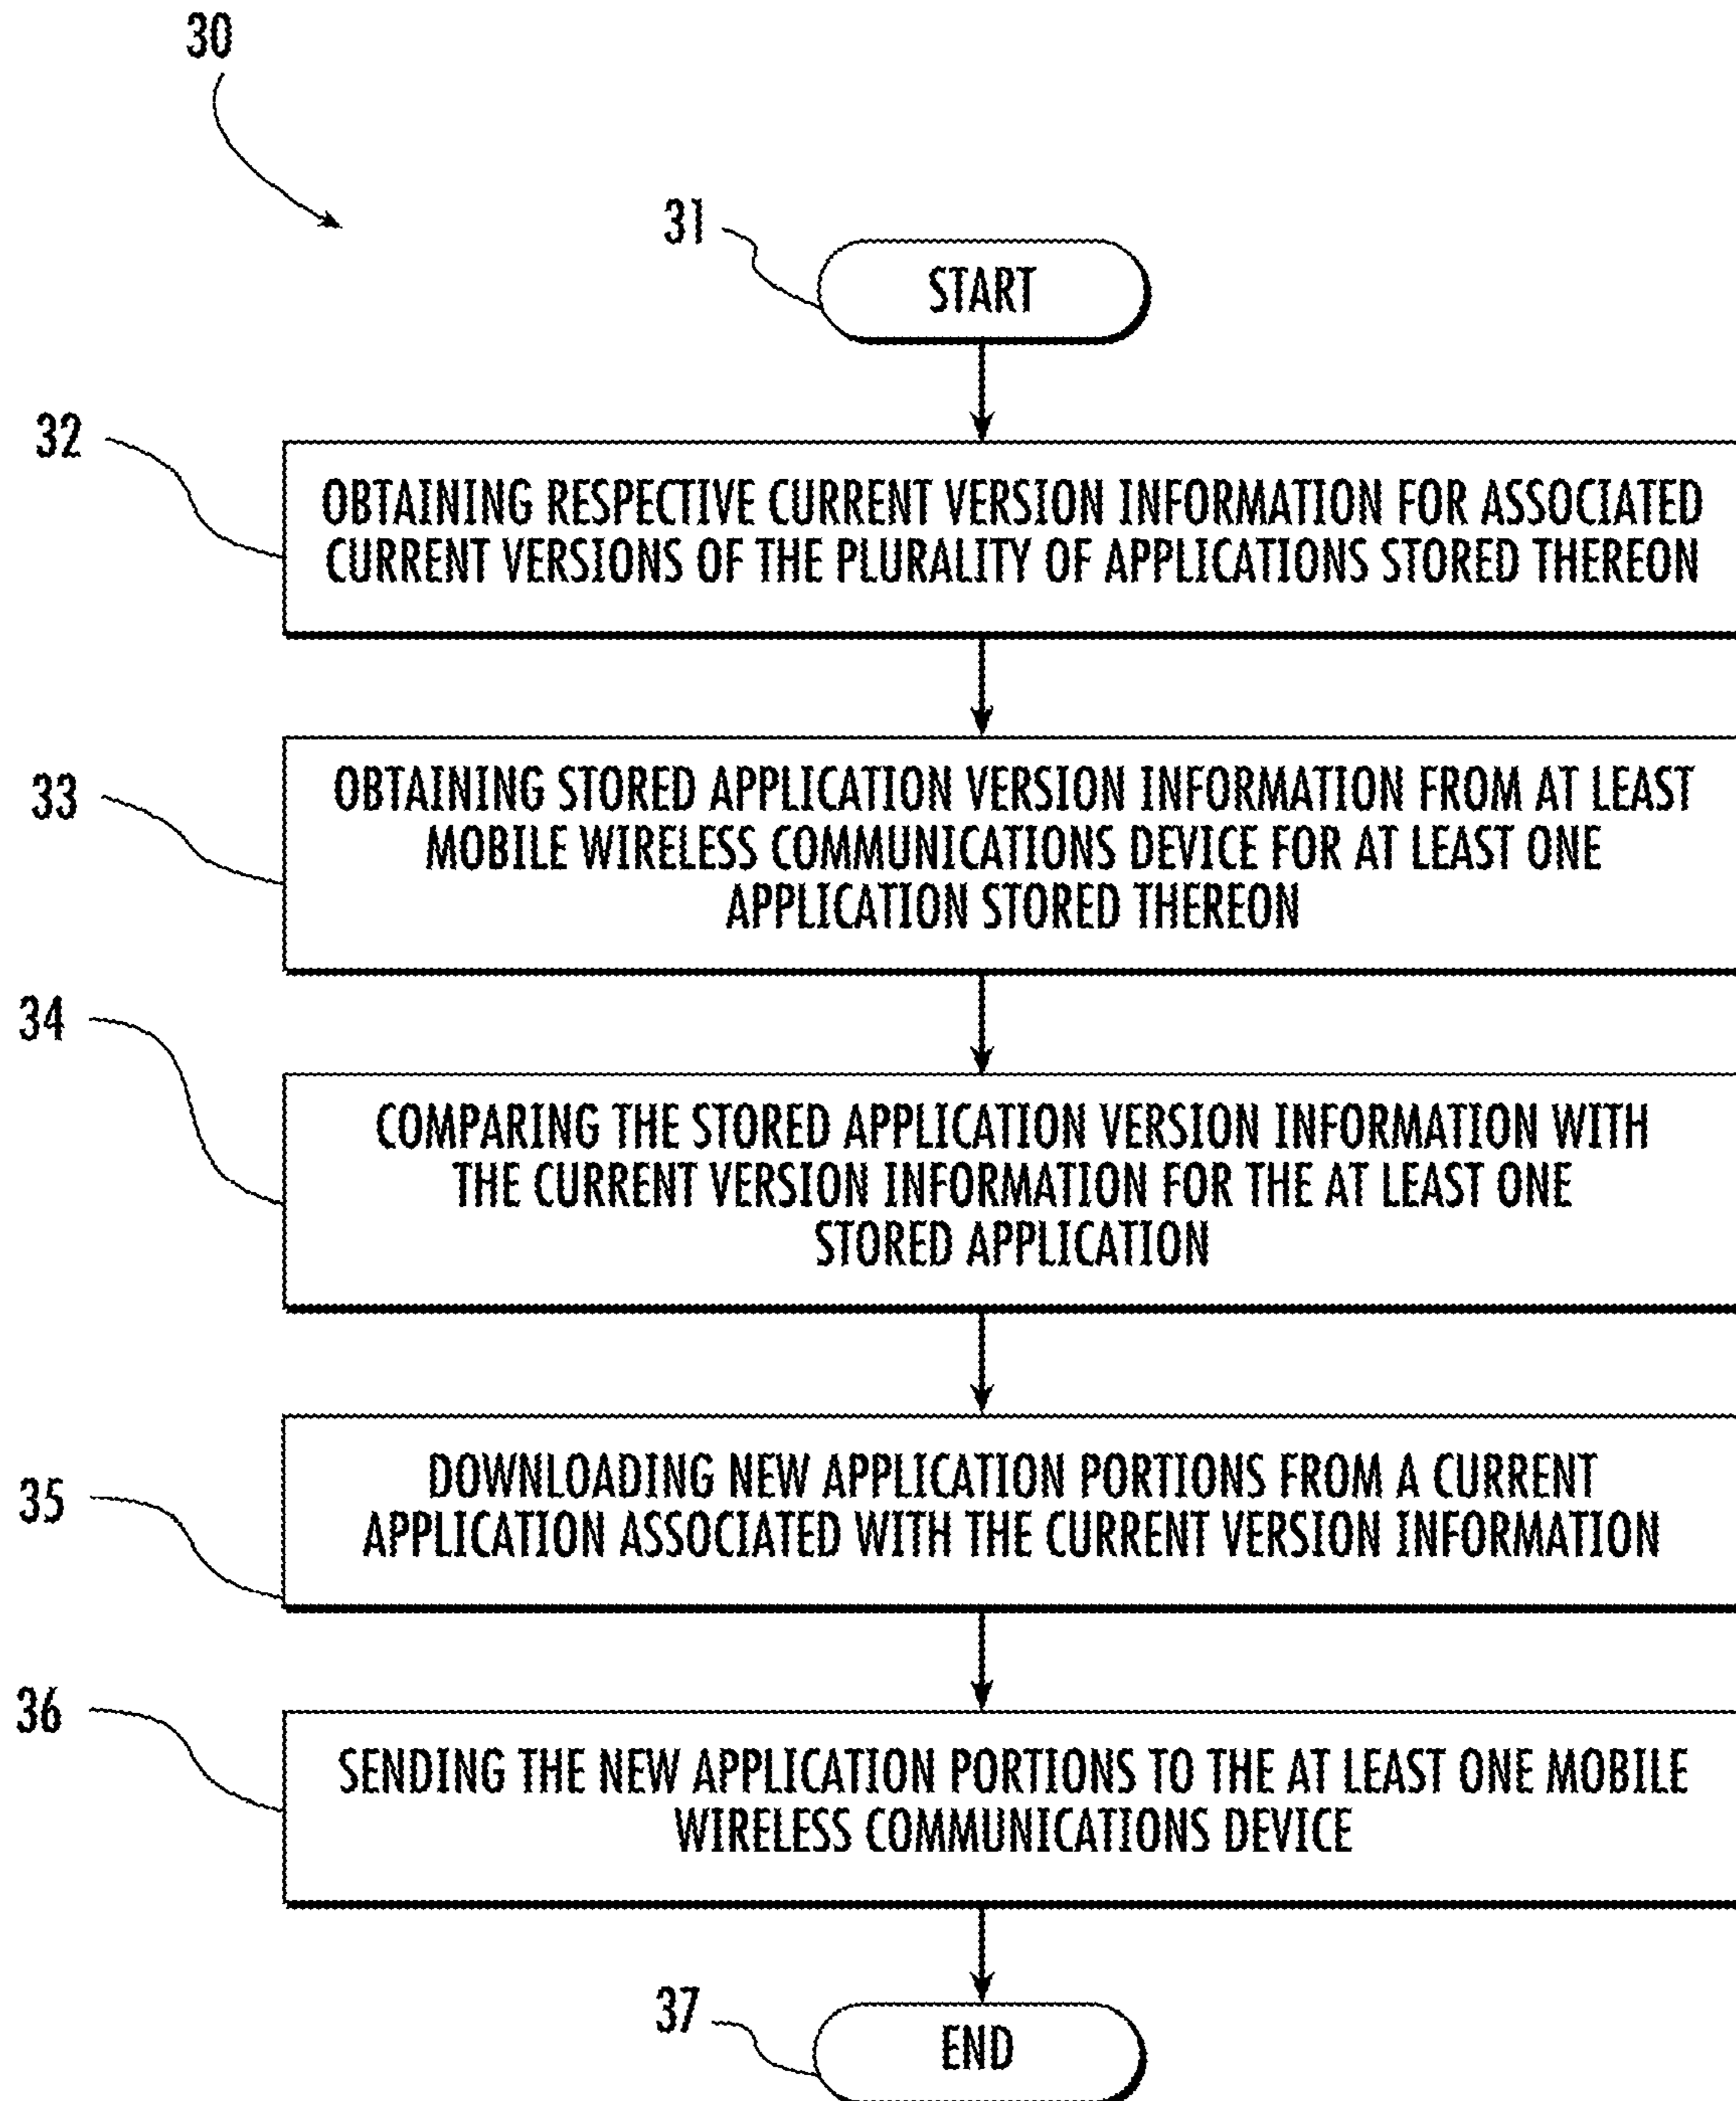 30
31
START
32
OBTAINING RESPECTIVE CURRENT VERSION INFORMATION FOR ASSOCIATED
CURRENT VERSIONS OF THE PLURALITY OF APPLICATIONS STORED THEREON
33
OBTAINING STORED APPLICATION VERSION INFORMATION FROM AT LEAST
MOBILE WIRELESS COMMUNICATIONS DEVICE FOR AT LEAST ONE
APPLICATION STORED THEREON
34
COMPARING THE STORED APPLICATION VERSION INFORMATION WITH
THE CURRENT VERSION INFORMATION FOR THE AT LEAST ONE
STORED APPLICATION
35
DOWNLOADING NEW APPLICATION PORTIONS FROM A CURRENT
APPLICATION ASSOCIATED WITH THE CURRENT VERSION INFORMATION
36
SENDING THE NEW APPLICATION PORTIONS TO THE AT LEAST ONE MOBILE
WIRELESS COMMUNICATIONS DEVICE
37
END